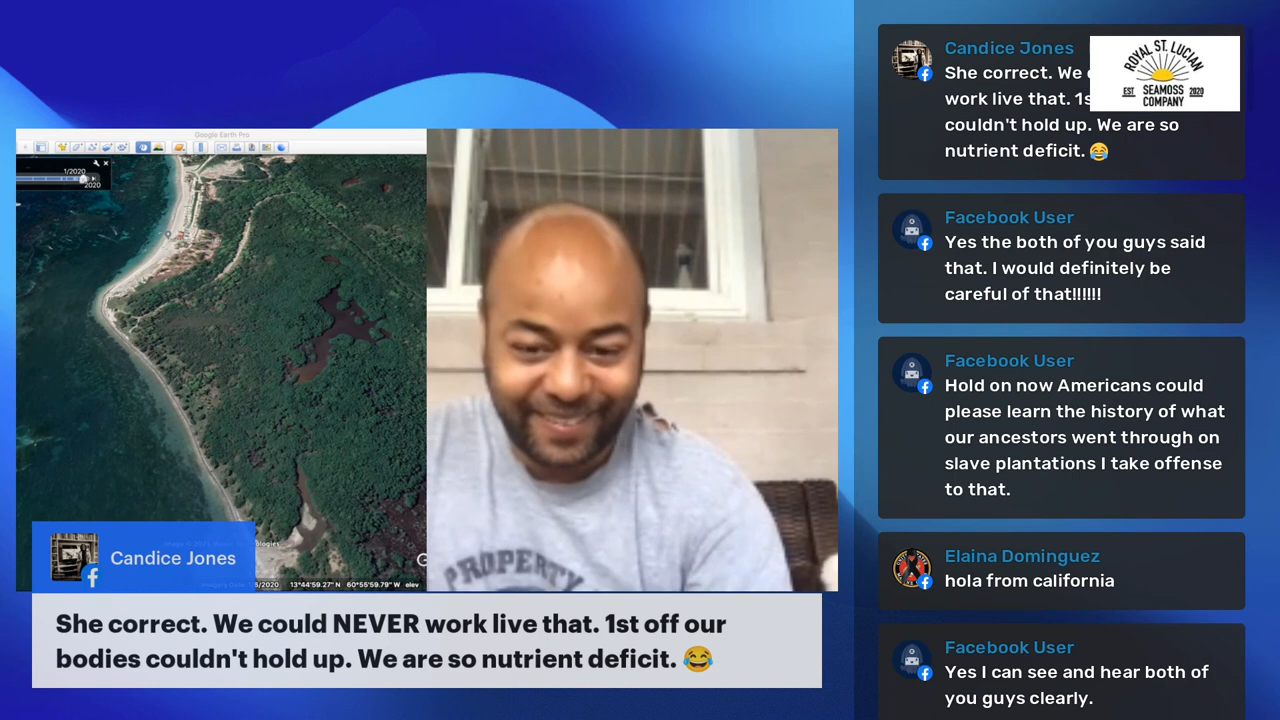 Google Earth Pro
1/2020
2020
PROPERTY
13°44'59.27" N 60°55'59.79" W elev
Candice Jones
She correct. We could NEVER work live that. 1st off our
bodies couldn't hold up. We are so nutrient deficit. 😂
Candice Jones
She correct. We
work live that. 1s
couldn't hold up. We are so
nutrient deficit. 😂
ROYAL ST. LUCIAN
EST. SEAMOSS 2020
COMPANY
Facebook User
Yes the both of you guys said
that. I would definitely be
careful of that!!!!!!
Facebook User
Hold on now Americans could
please learn the history of what
our ancestors went through on
slave plantations I take offense
to that.
Elaina Dominguez
hola from california
Facebook User
Yes I can see and hear both of
you guys clearly.